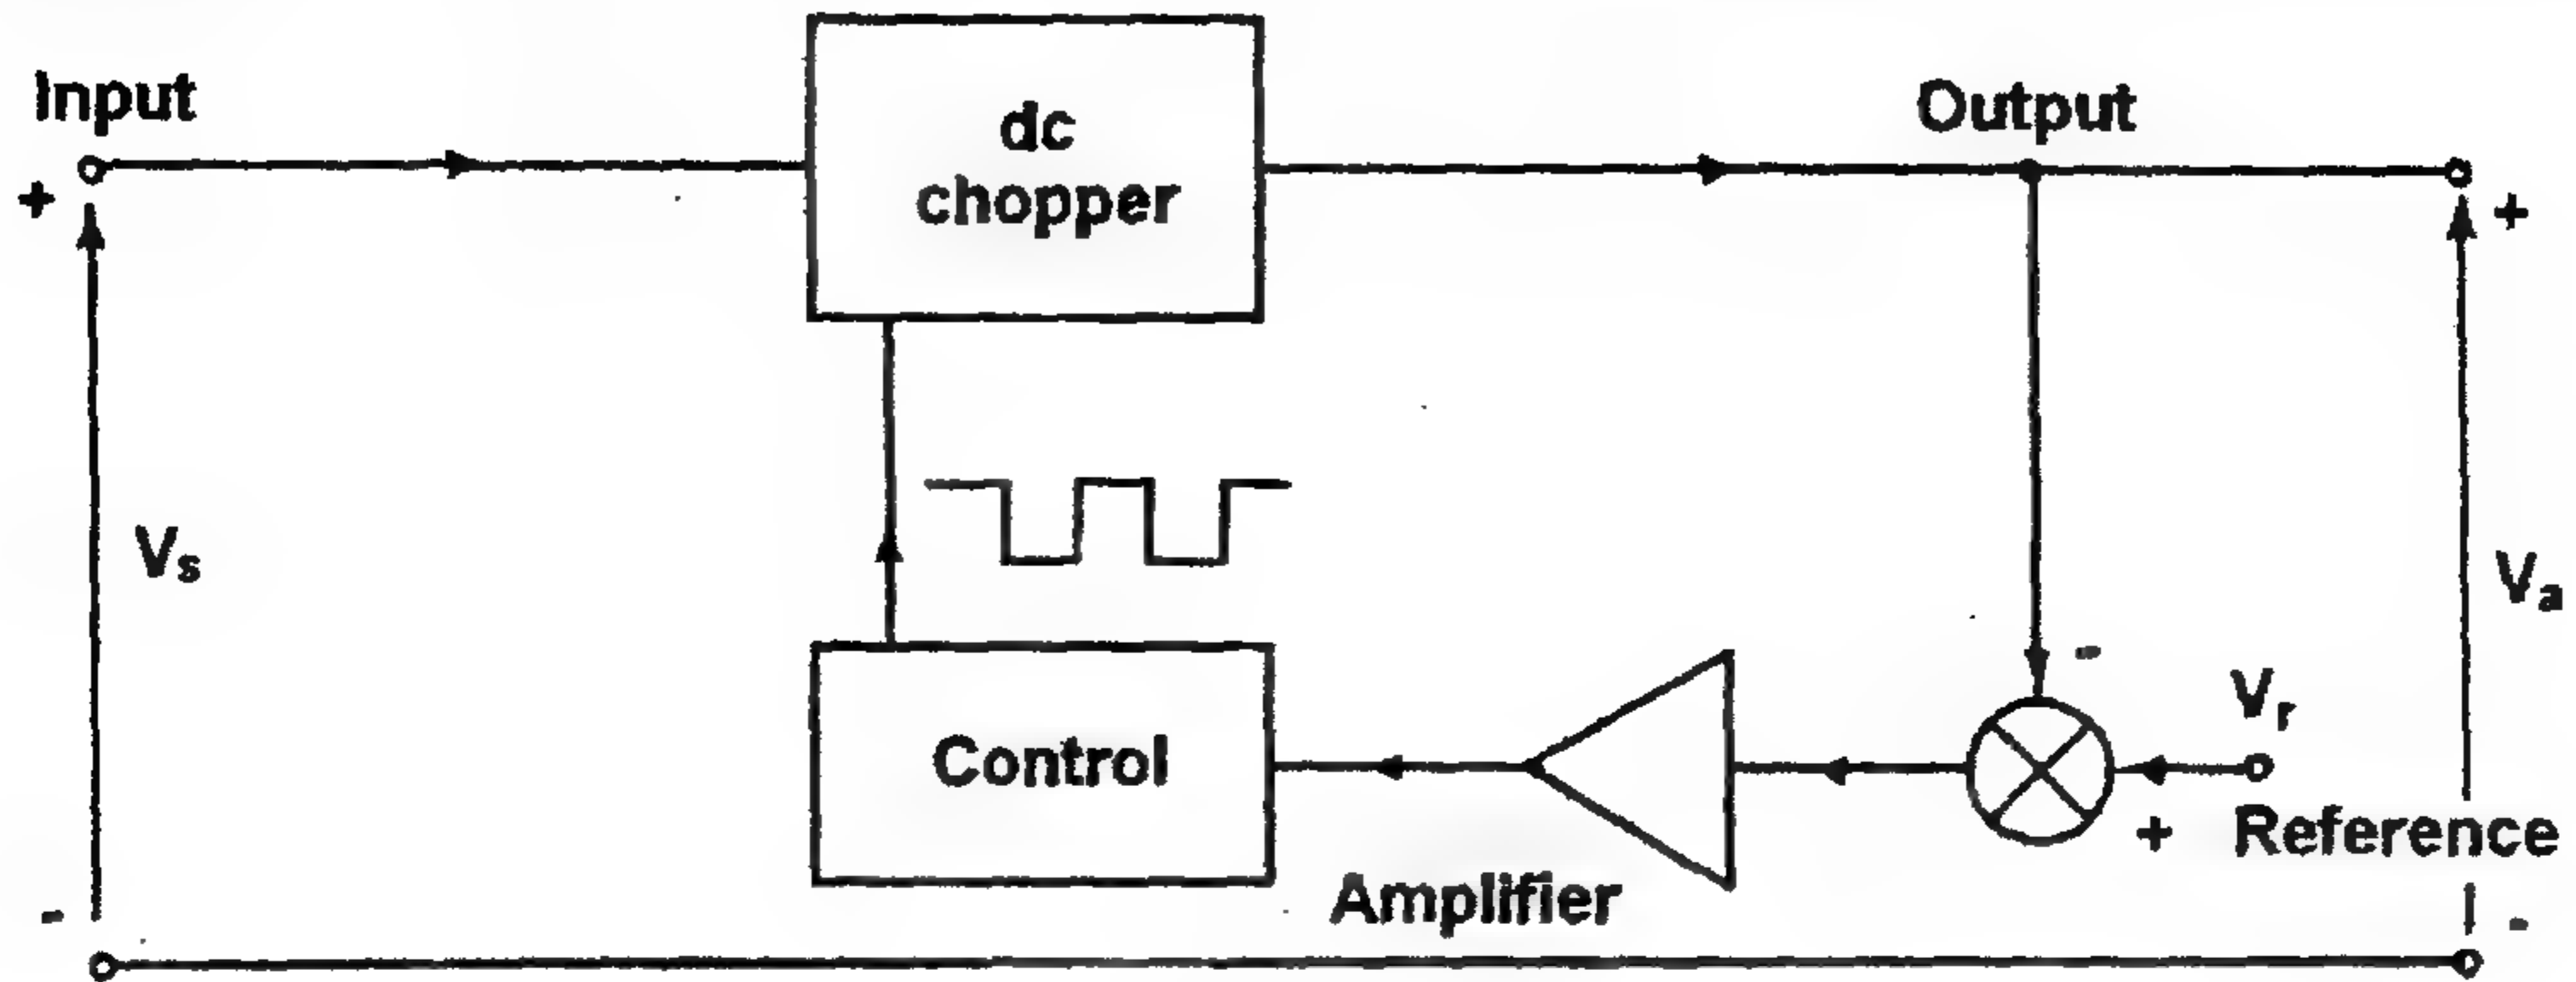 Input
dc
chopper
Output
+
+
Vs
Va
-
Vr
Control
+ Reference
Amplifier
-
-